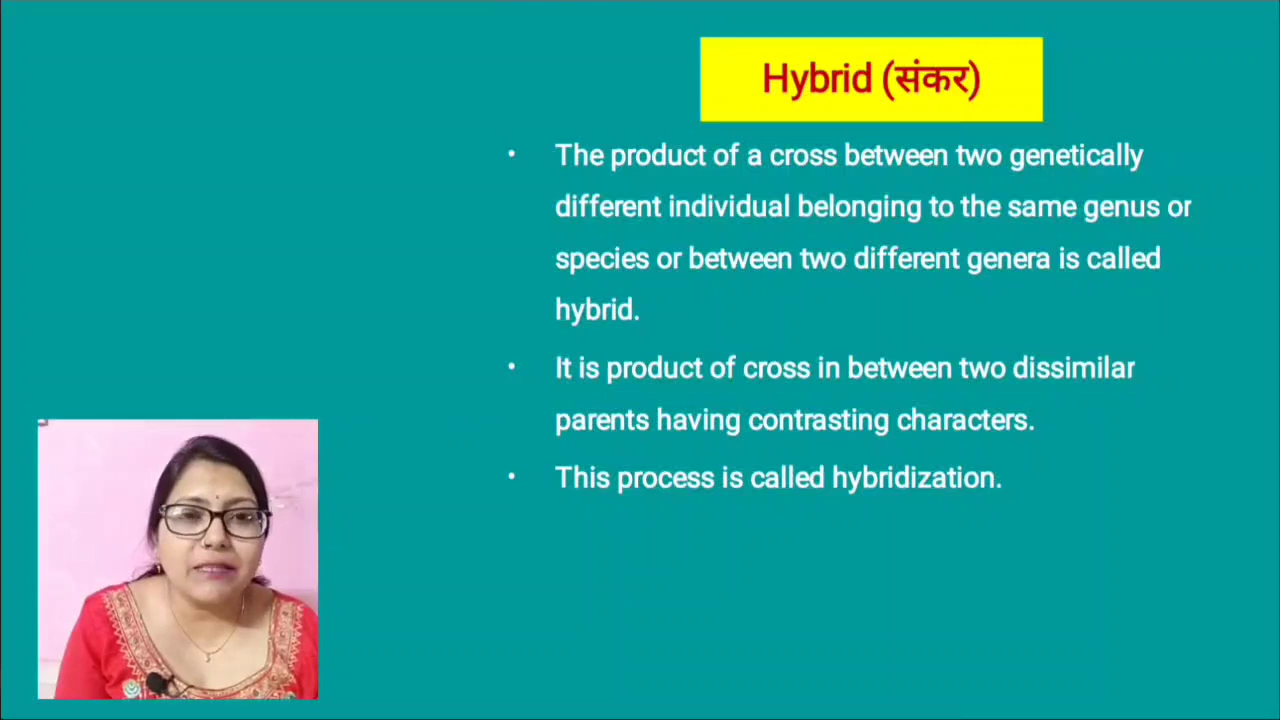 Hybrid (संकर)
• The product of a cross between two genetically
different individual belonging to the same genus or
species or between two different genera is called
hybrid.
• It is product of cross in between two dissimilar
parents having contrasting characters.
• This process is called hybridization.